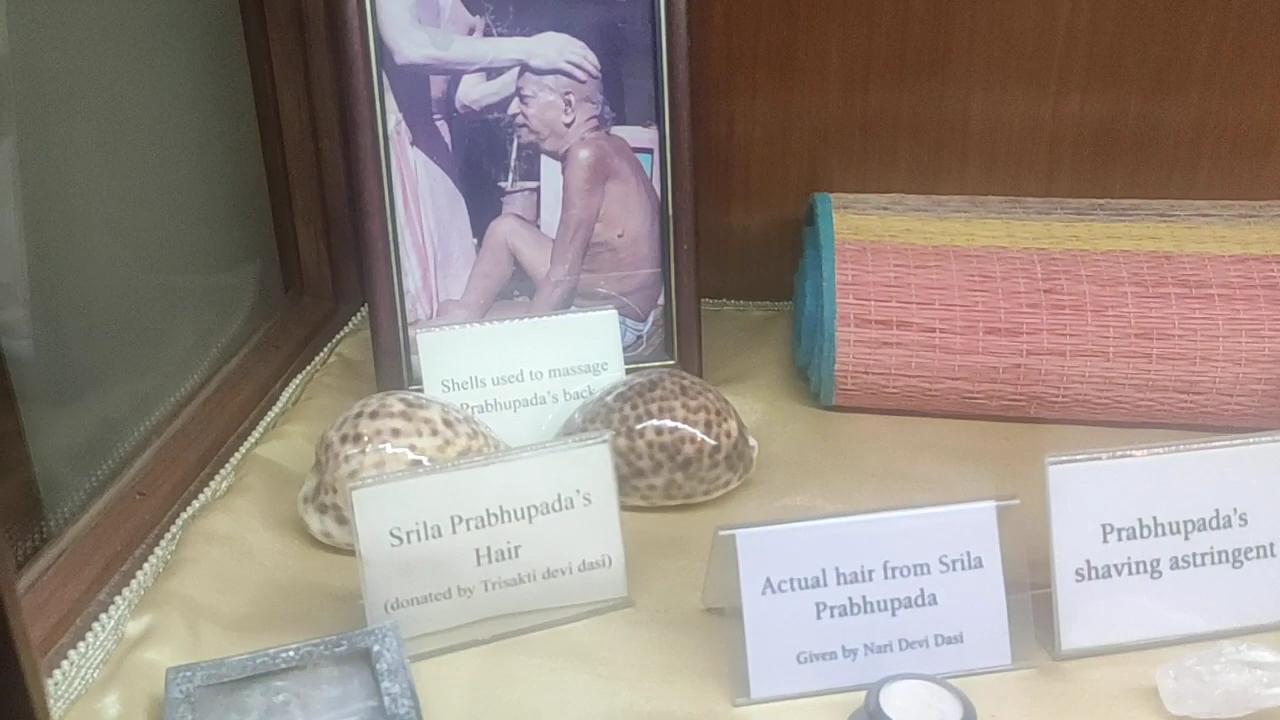 Shells used to massage
Prabhupada's back
Srila Prabhupada's
Hair
(donated by Trisakti devi dasi)
Actual hair from Srila
Prabhupada
Given by Nari Devi Dasi
Prabhupada's
shaving astringent